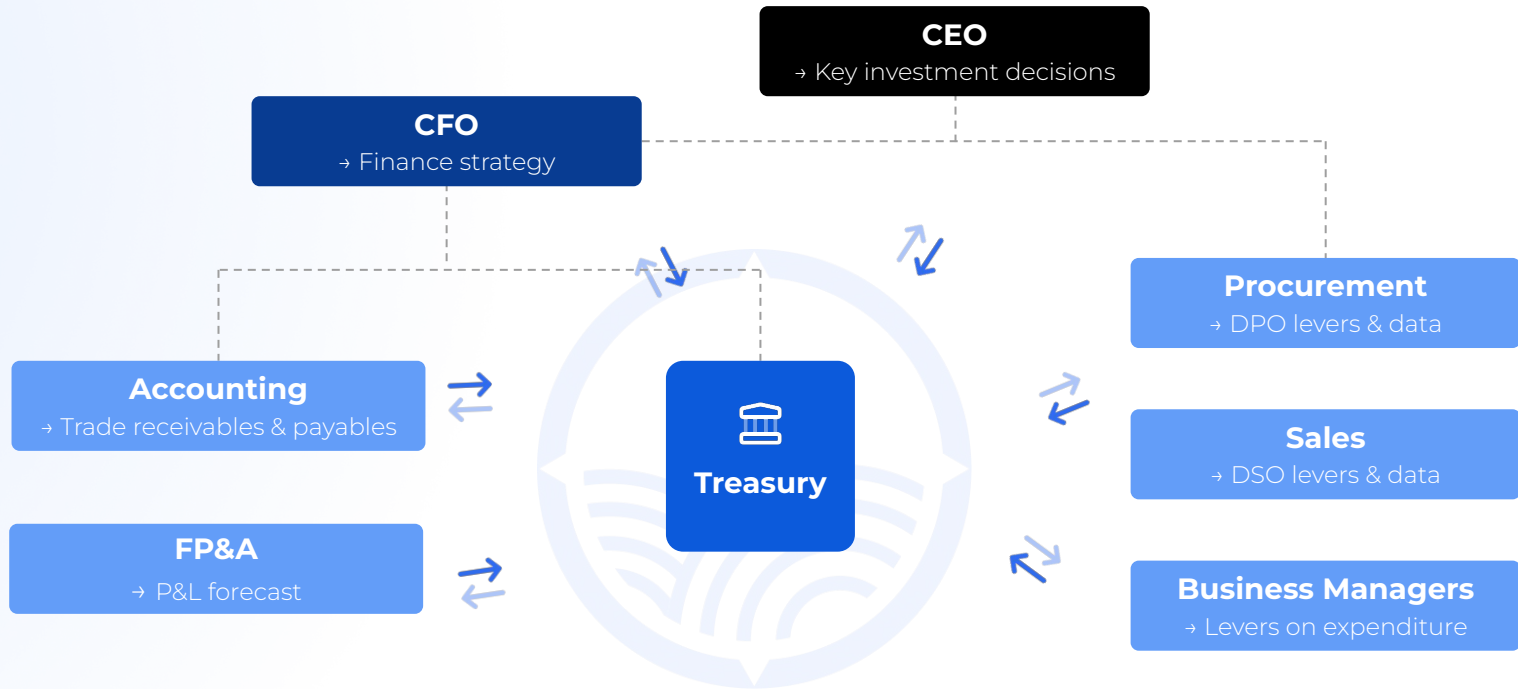 CEO
→ Key investment decisions
CFO
→ Finance strategy
Procurement
→ DPO levers & data
Accounting
→ Trade receivables & payables
Treasury
Sales
→ DSO levers & data
FP&A
→ P&L forecast
Business Managers
→ Levers on expenditure